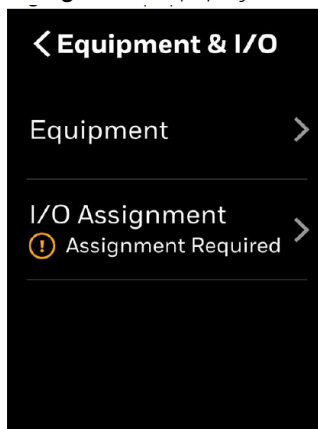 Equipment & I/O
Equipment
I/O Assignment
Assignment Required